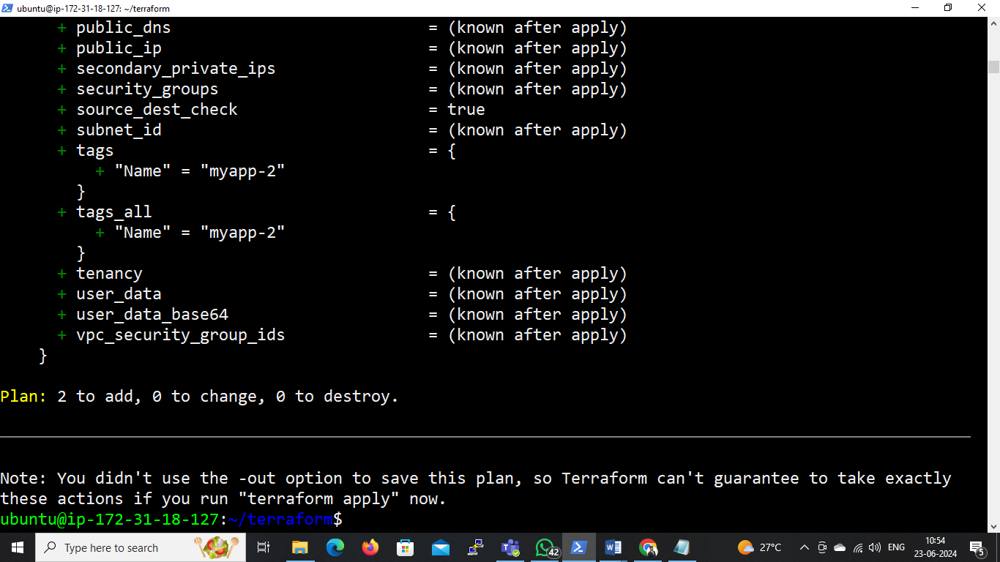 ubuntu@ip-172-31-18-127: ~/terraform
+ public_dns = (known after apply)
+ public_ip = (known after apply)
+ secondary_private_ips = (known after apply)
+ security_groups = (known after apply)
+ source_dest_check = true
+ subnet_id = (known after apply)
+ tags = {
+ "Name" = "myapp-2"
}
+ tags_all = {
+ "Name" = "myapp-2"
}
+ tenancy = (known after apply)
+ user_data = (known after apply)
+ user_data_base64 = (known after apply)
+ vpc_security_group_ids = (known after apply)
}
Plan: 2 to add, 0 to change, 0 to destroy.
Note: You didn't use the -out option to save this plan, so Terraform can't guarantee to take exactly
these actions if you run "terraform apply" now.
ubuntu@ip-172-31-18-127:~/terraform$
Type here to search
42
27°C
ENG
10:54
23-06-2024
5